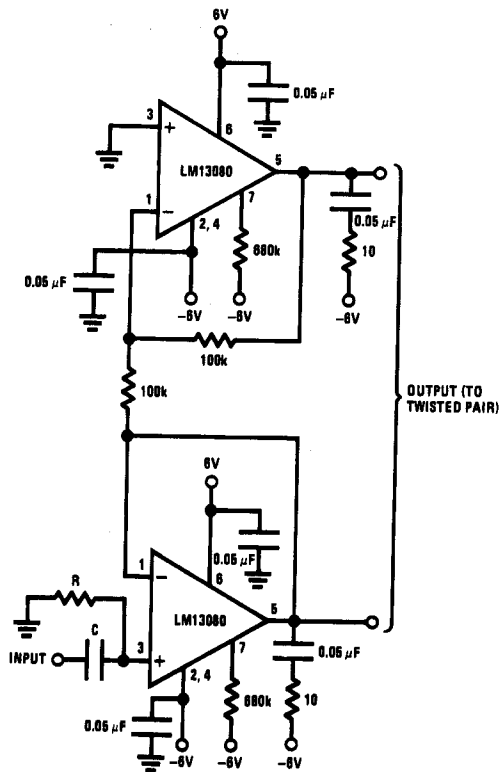 6V
0.05 µF
3
+
6
LM13080
5
1
−
7
2, 4
0.05 µF
680k
10
0.05 µF
−6V
−6V
−6V
100k
100k
OUTPUT (TO
TWISTED PAIR)
6V
0.05 µF
1
−
6
R
LM13080
5
C
INPUT
3
+
7
0.05 µF
2, 4
680k
10
0.05 µF
−6V
−6V
−6V